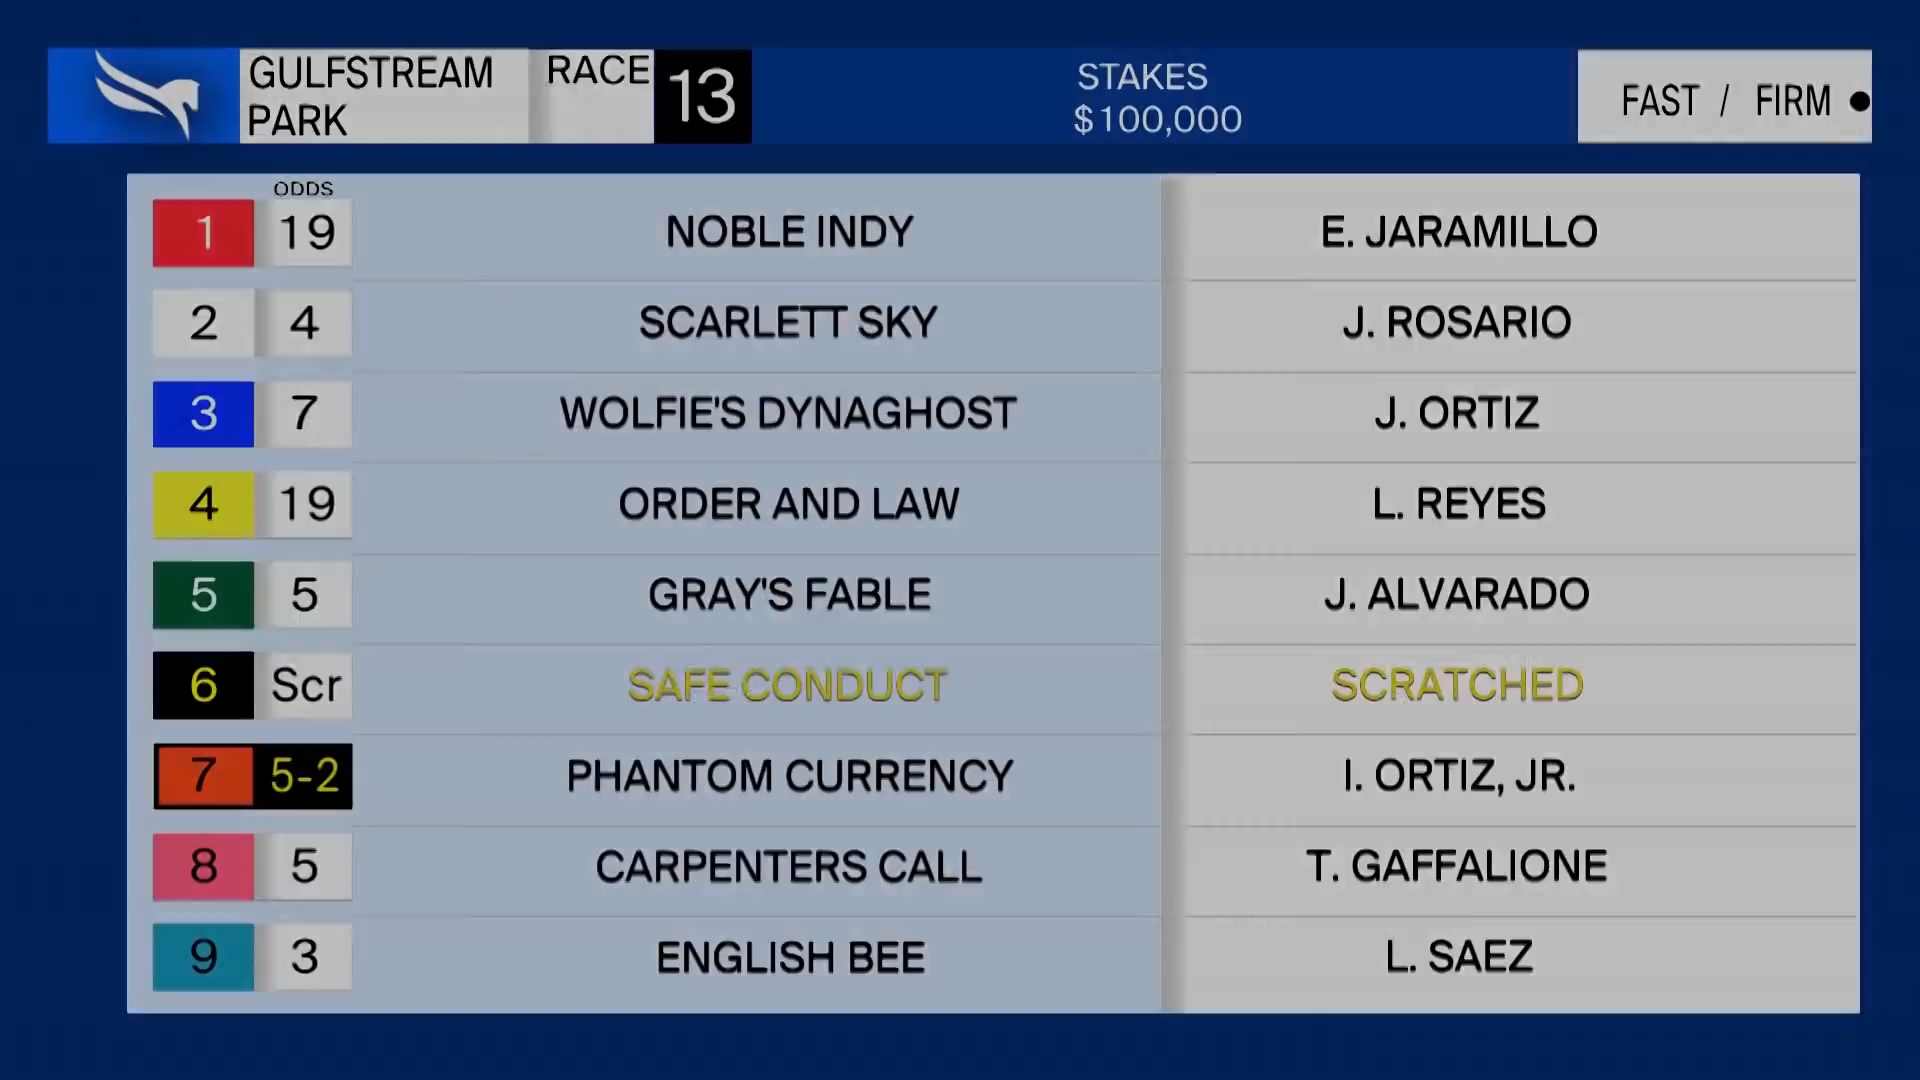 GULFSTREAM PARK RACE 13
STAKES
$100,000
FAST / FIRM
ODDS
1 19 NOBLE INDY E. JARAMILLO
2 4 SCARLETT SKY J. ROSARIO
3 7 WOLFIE'S DYNAGHOST J. ORTIZ
4 19 ORDER AND LAW L. REYES
5 5 GRAY'S FABLE J. ALVARADO
6 Scr SAFE CONDUCT SCRATCHED
7 5-2 PHANTOM CURRENCY I. ORTIZ, JR.
8 5 CARPENTERS CALL T. GAFFALIONE
9 3 ENGLISH BEE L. SAEZ